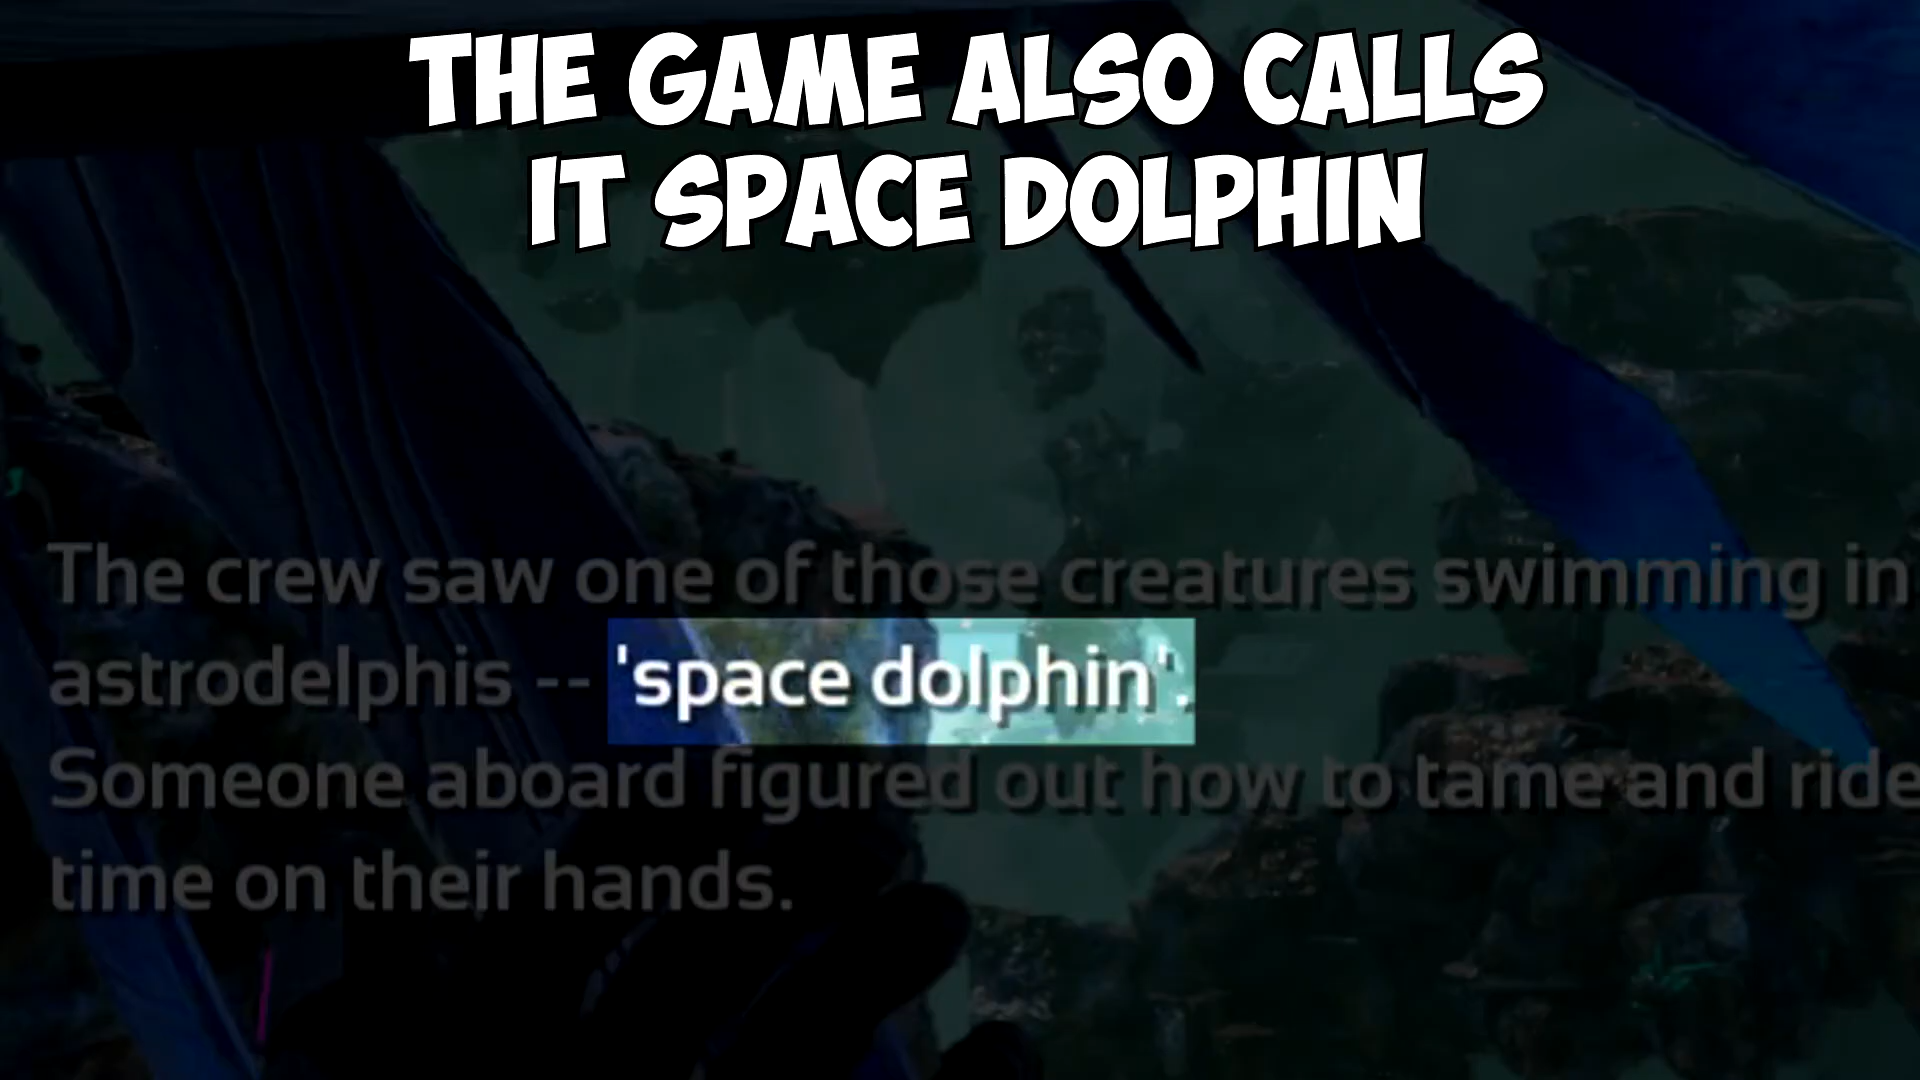 THE GAME ALSO CALLS
IT SPACE DOLPHIN
The crew saw one of those creatures swimming in
astrodelphis -- 'space dolphin'.
Someone aboard figured out how to tame and ride
time on their hands.